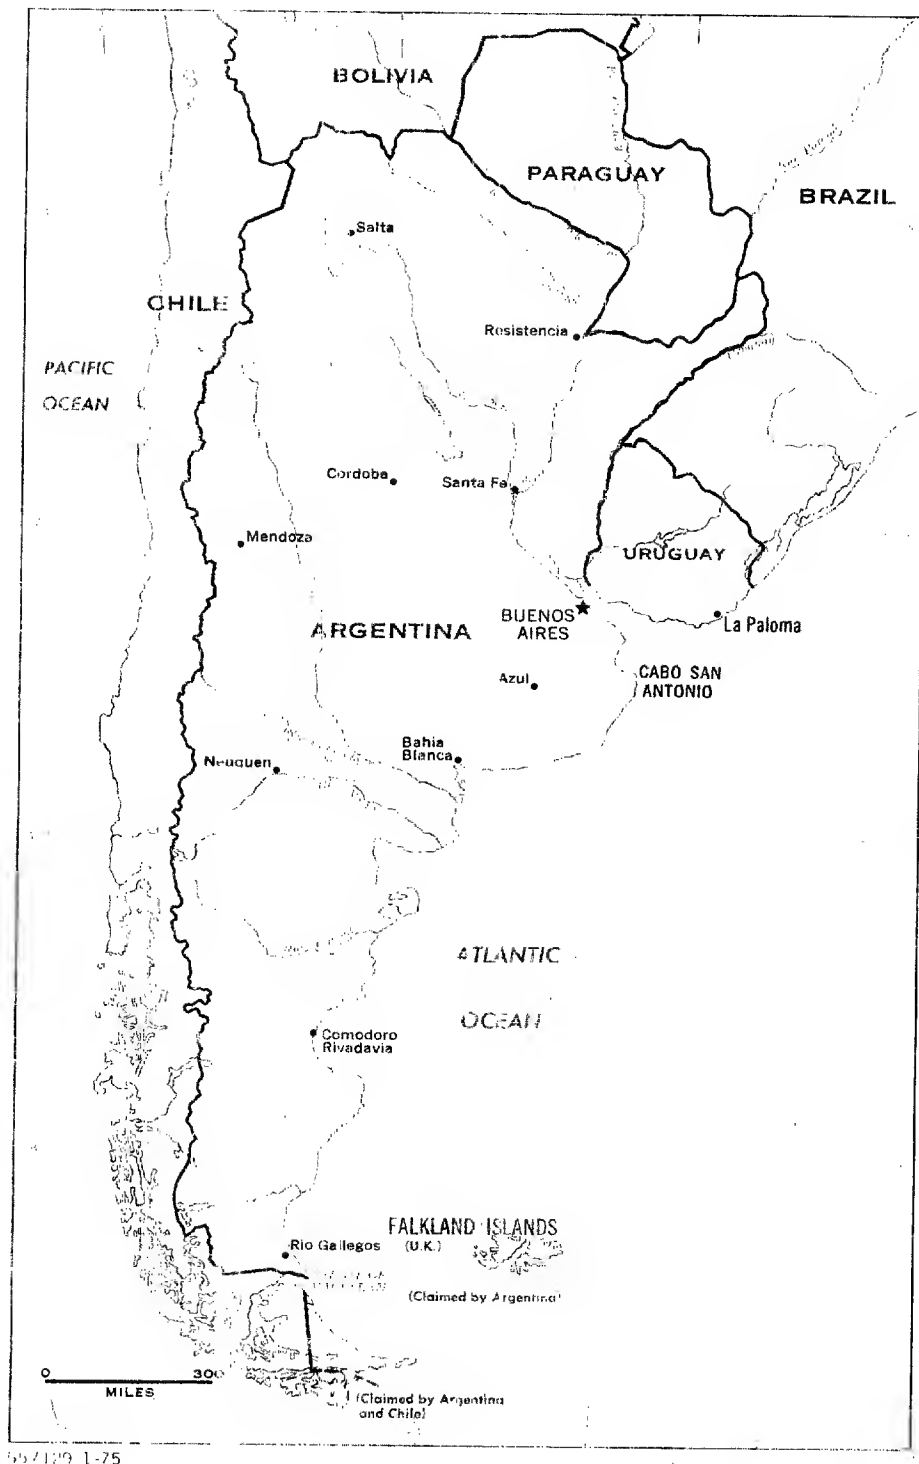 BOLIVIA
PARAGUAY
BRAZIL
Salta
CHILE
Resistencia
PACIFIC
OCEAN
Cordoba
Santa Fe
Mendoza
URUGUAY
BUENOS
AIRES
La Paloma
ARGENTINA
CABO SAN
ANTONIO
Azul
Bahia
Blanca
Neuquen
ATLANTIC
OCEAN
Comodoro
Rivadavia
FALKLAND ISLANDS
(U.K.)
Rio Gallegos
(Claimed by Argentina)
0 300
MILES
(Claimed by Argentina
and Chile)
1-75